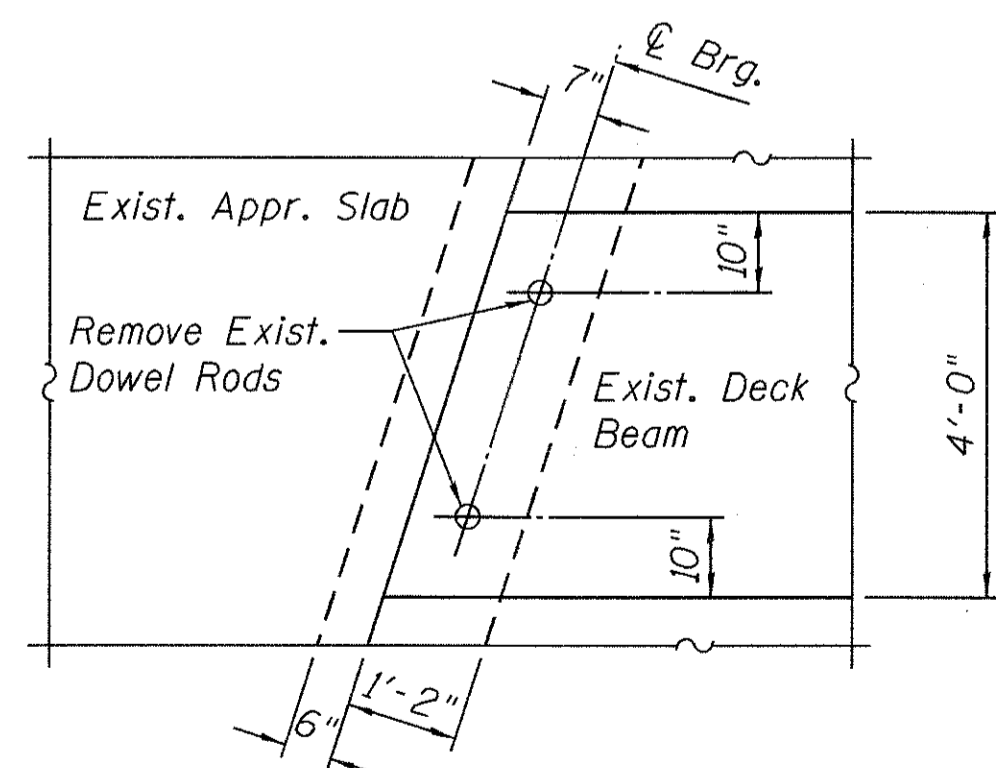 ℄ Brg.
7"
Exist. Appr. Slab
10"
Remove Exist.
Dowel Rods
Exist. Deck
Beam
4'-0"
10"
1'-2"
6"